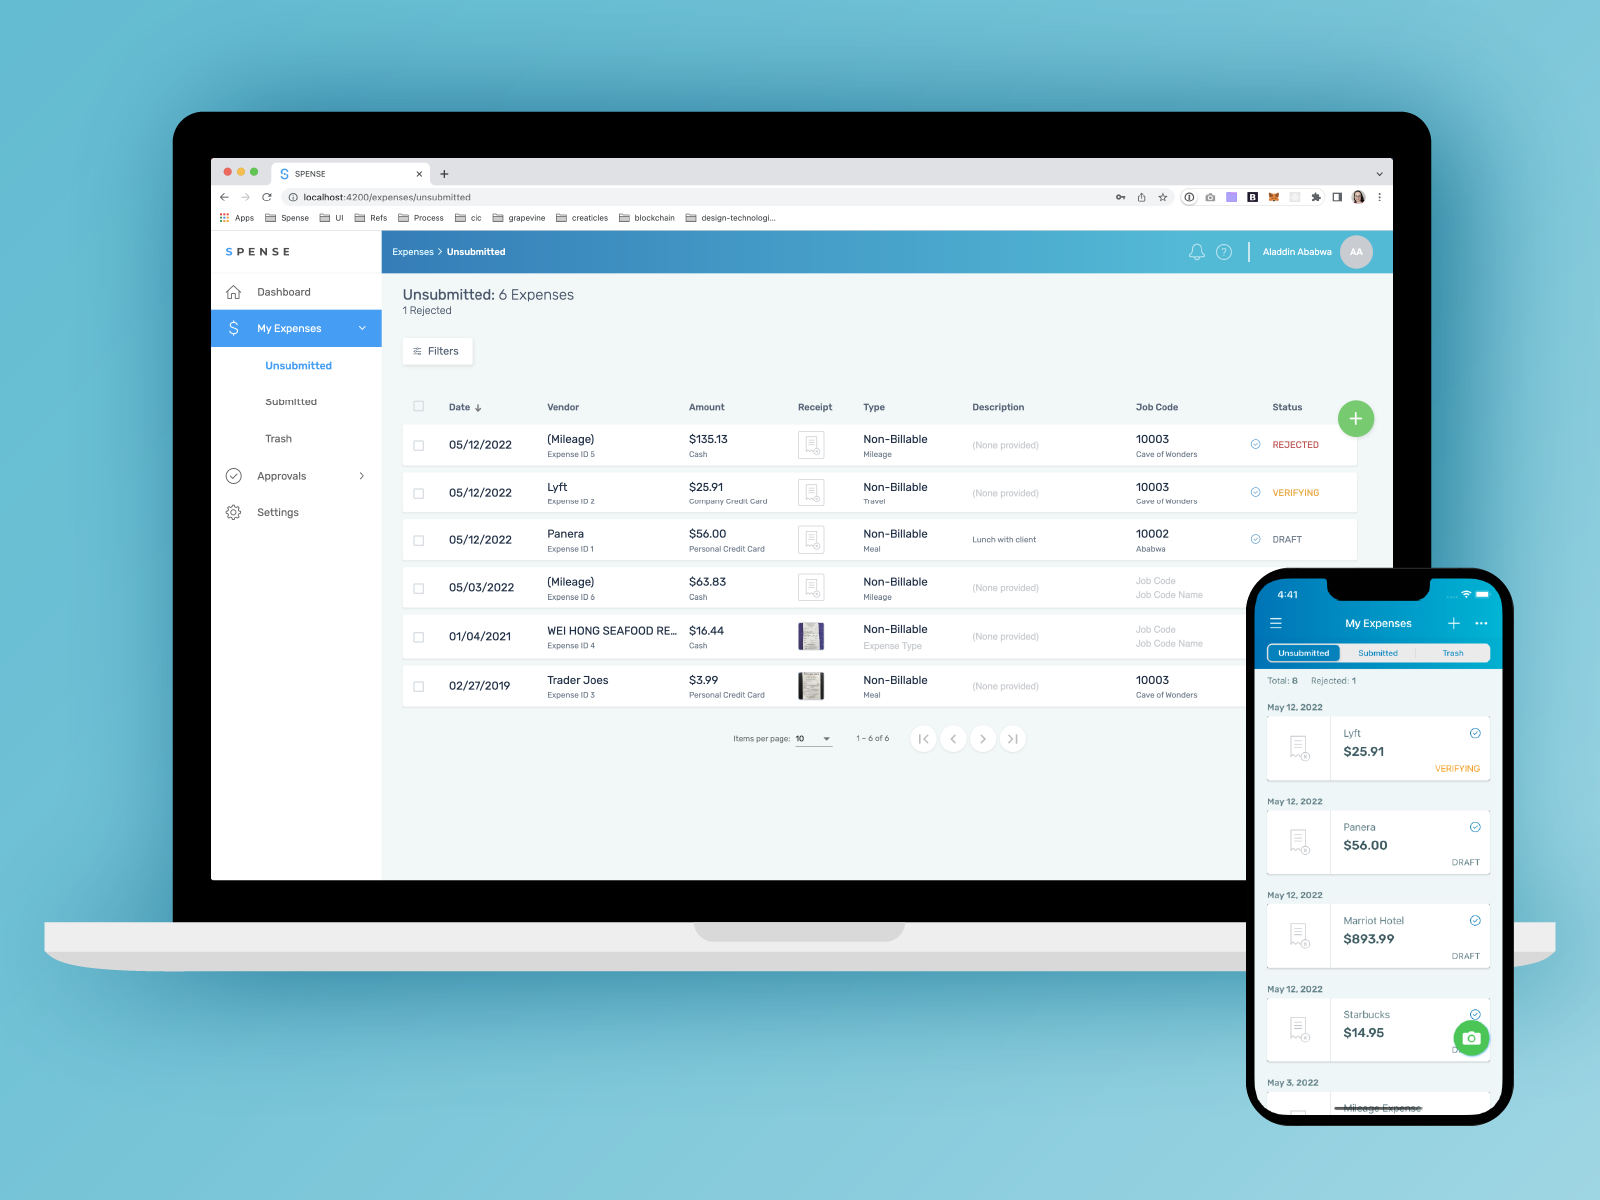 SPENSE
localhost:4200/expenses/unsubmitted
Apps Spense UI Refs Process cic grapevine creaticles blockchain design-technologi...
SPENSE
Expenses > Unsubmitted
Aladdin Ababwa AA
Dashboard
My Expenses
Unsubmitted
Submitted
Trash
Approvals
Settings
Unsubmitted: 6 Expenses
1 Rejected
Filters
Date Vendor Amount Receipt Type Description Job Code Status
05/12/2022 (Mileage) $135.13 Non-Billable (None provided) 10003 REJECTED
Expense ID 5 Cash Mileage Cave of Wonders
05/12/2022 Lyft $25.91 Non-Billable (None provided) 10003 VERIFYING
Expense ID 2 Company Credit Card Travel Cave of Wonders
05/12/2022 Panera $56.00 Non-Billable Lunch with client 10002 DRAFT
Expense ID 1 Personal Credit Card Meal Ababwa
05/03/2022 (Mileage) $63.83 Non-Billable (None provided) Job Code
Expense ID 6 Cash Mileage Job Code Name
01/04/2021 WEI HONG SEAFOOD RE... $16.44 Non-Billable (None provided) Job Code
Expense ID 4 Cash Expense Type Job Code Name
02/27/2019 Trader Joes $3.99 Non-Billable (None provided) 10003
Expense ID 3 Personal Credit Card Meal Cave of Wonders
Items per page: 10 1 – 6 of 6
4:41
My Expenses
Unsubmitted Submitted Trash
Total: 8 Rejected: 1
May 12, 2022
Lyft
$25.91
VERIFYING
May 12, 2022
Panera
$56.00
DRAFT
May 12, 2022
Marriot Hotel
$893.99
DRAFT
May 12, 2022
Starbucks
$14.95
May 3, 2022
Mileage Expense